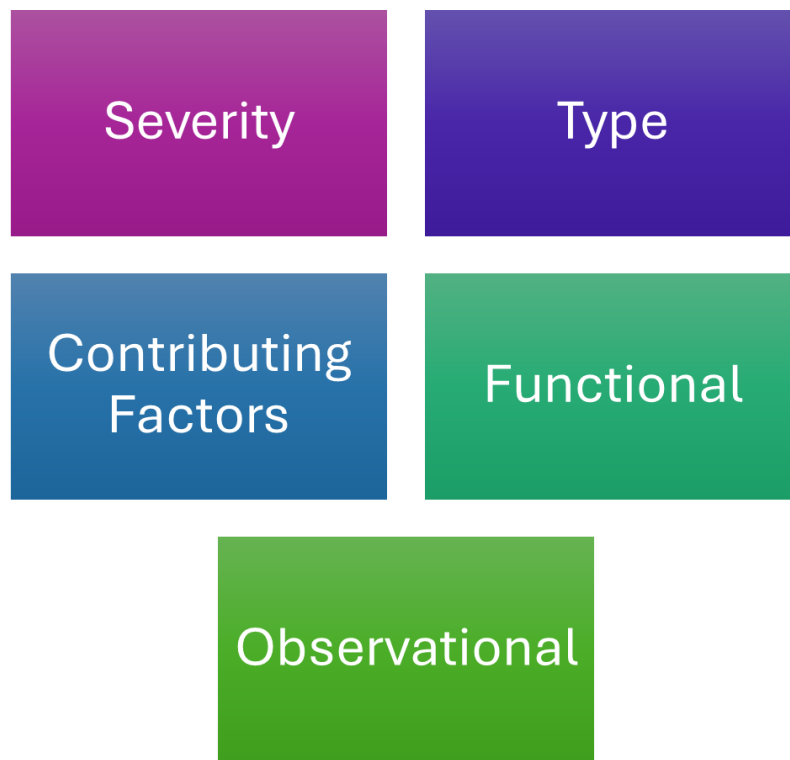 Severity
Type
Contributing
Factors
Functional
Observational